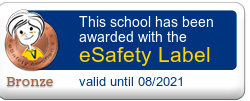 This school has been
awarded with the
eSafety Label
Bronze
valid until 08/2021